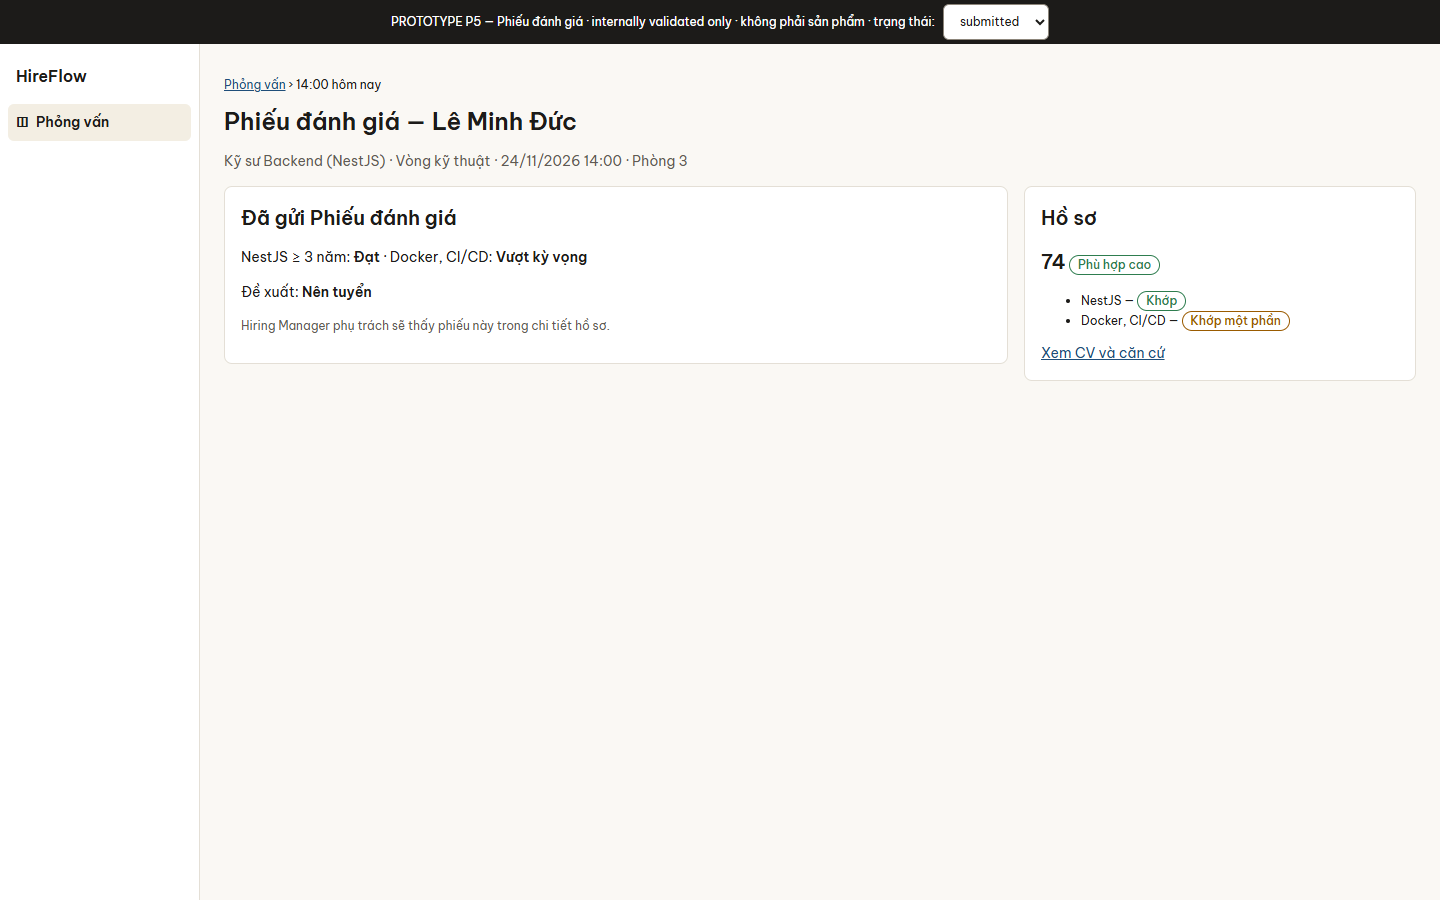 PROTOTYPE P5 — Phiếu đánh giá · internally validated only · không phải sản phẩm · trạng thái: submitted
HireFlow
Phỏng vấn
Phỏng vấn › 14:00 hôm nay
Phiếu đánh giá — Lê Minh Đức
Kỹ sư Backend (NestJS) · Vòng kỹ thuật · 24/11/2026 14:00 · Phòng 3
Đã gửi Phiếu đánh giá
NestJS ≥ 3 năm: Đạt · Docker, CI/CD: Vượt kỳ vọng
Đề xuất: Nên tuyển
Hiring Manager phụ trách sẽ thấy phiếu này trong chi tiết hồ sơ.
Hồ sơ
74 Phù hợp cao
• NestJS — Khớp
• Docker, CI/CD — Khớp một phần
Xem CV và căn cứ